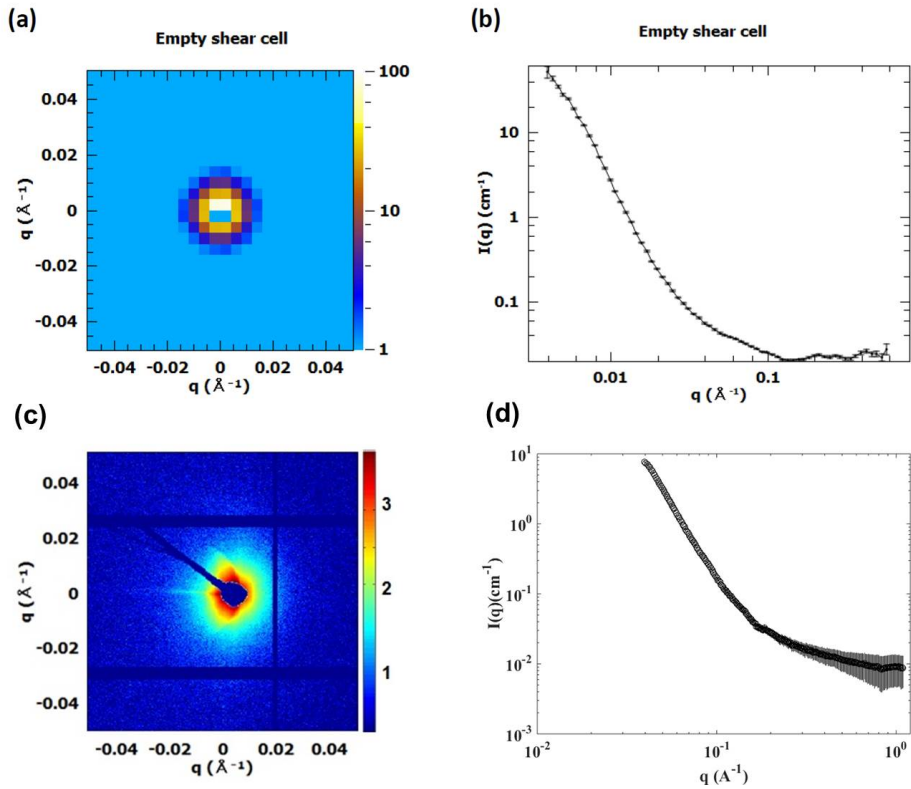 (a)
Empty shear cell
0.04
0.02
0
-0.02
-0.04
q (Å⁻¹)
-0.04 -0.02 0 0.02 0.04
q (Å⁻¹)
100
10
1
(b)
Empty shear cell
10
1
0.1
I(q) (cm⁻¹)
0.01 0.1
q (Å⁻¹)
(c)
0.04
0.02
0
-0.02
-0.04
q (Å⁻¹)
-0.04 -0.02 0 0.02 0.04
q (Å⁻¹)
3
2
1
(d)
10¹
10⁰
10⁻¹
10⁻²
10⁻³
I(q)(cm⁻¹)
10⁻² 10⁻¹ 10⁰
q (A⁻¹)